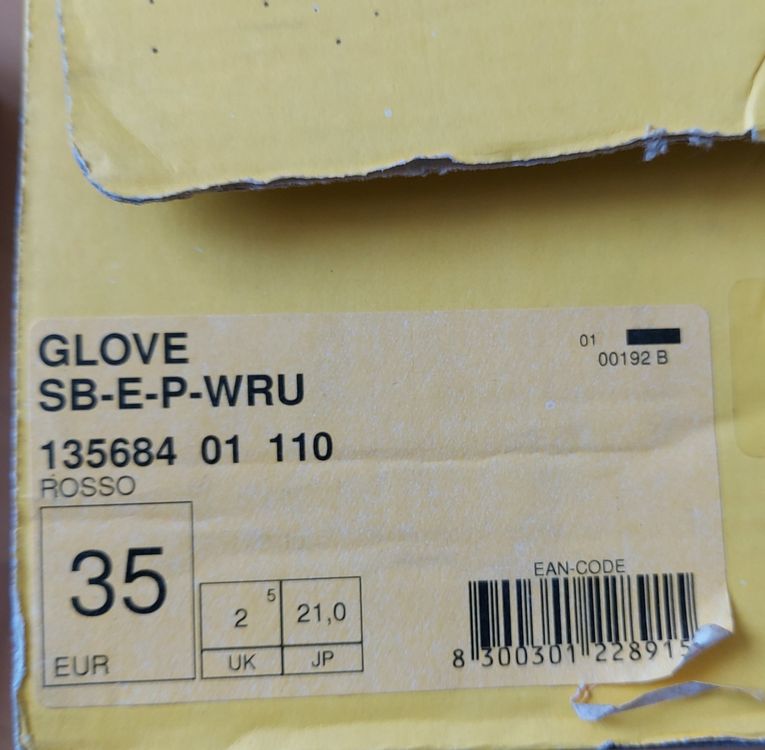 GLOVE
SB-E-P-WRU
01
00192 B
135684 01 110
ROSSO
35
EUR
2 5
UK
21,0
JP
EAN-CODE
8 300301 228915